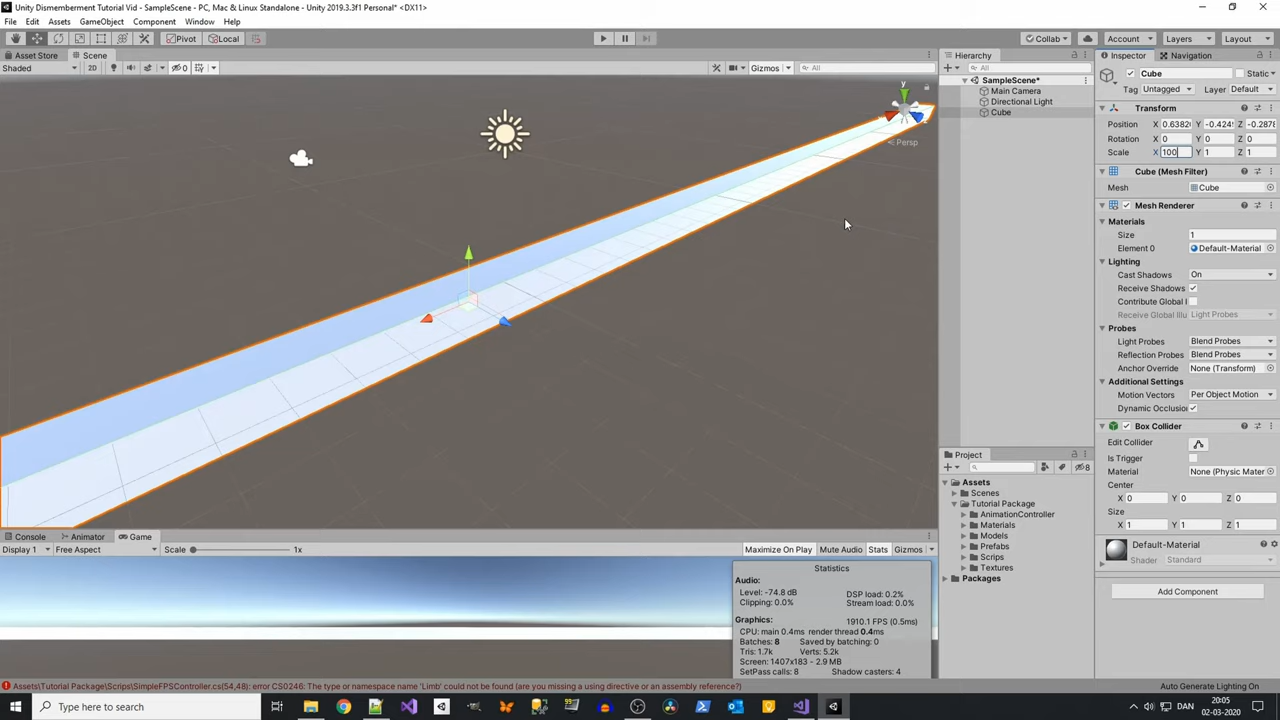 Unity Dismemberment Tutorial Vid - SampleScene - PC, Mac & Linux Standalone - Unity 2019.3.3f1 Personal* <DX11>
File Edit Assets GameObject Component Window Help
Pivot Local Collab Account Layers Layout
Asset Store Scene
Shaded 2D 0 Gizmos All
y
Persp
Hierarchy
All
SampleScene*
Main Camera
Directional Light
Cube
Inspector Navigation
Cube Static
Tag Untagged Layer Default
Transform
Position X 0.6382 Y -0.424 Z -0.2878
Rotation X 0 Y 0 Z 0
Scale X 100 Y 1 Z 1
Cube (Mesh Filter)
Mesh Cube
Mesh Renderer
Materials
Size 1
Element 0 Default-Material
Lighting
Cast Shadows On
Receive Shadows
Contribute Global I
Receive Global Illu Light Probes
Probes
Light Probes Blend Probes
Reflection Probes Blend Probes
Anchor Override None (Transform)
Additional Settings
Motion Vectors Per Object Motion
Dynamic Occlusion
Box Collider
Edit Collider
Is Trigger
Material None (Physic Mater
Center
X 0 Y 0 Z 0
Size
X 1 Y 1 Z 1
Default-Material
Shader Standard
Add Component
Project
8
Assets
Scenes
Tutorial Package
AnimationController
Materials
Models
Prefabs
Scrips
Textures
Packages
Console Animator Game
Display 1 Free Aspect Scale 1x Maximize On Play Mute Audio Stats Gizmos
Statistics
Audio:
Level: -74.8 dB DSP load: 0.2%
Clipping: 0.0% Stream load: 0.0%
Graphics: 1910.1 FPS (0.5ms)
CPU: main 0.4ms render thread 0.4ms
Batches: 8 Saved by batching: 0
Tris: 1.7k Verts: 5.2k
Screen: 1407x183 - 2.9 MB
SetPass calls: 8 Shadow casters: 4
Assets\Tutorial Package\Scrips\SimpleFPSController.cs(54,48): error CS0246: The type or namespace name 'Limb' could not be found (are you missing a using directive or an assembly reference?)
Auto Generate Lighting On
Type here to search
DAN
20:05
02-03-2020